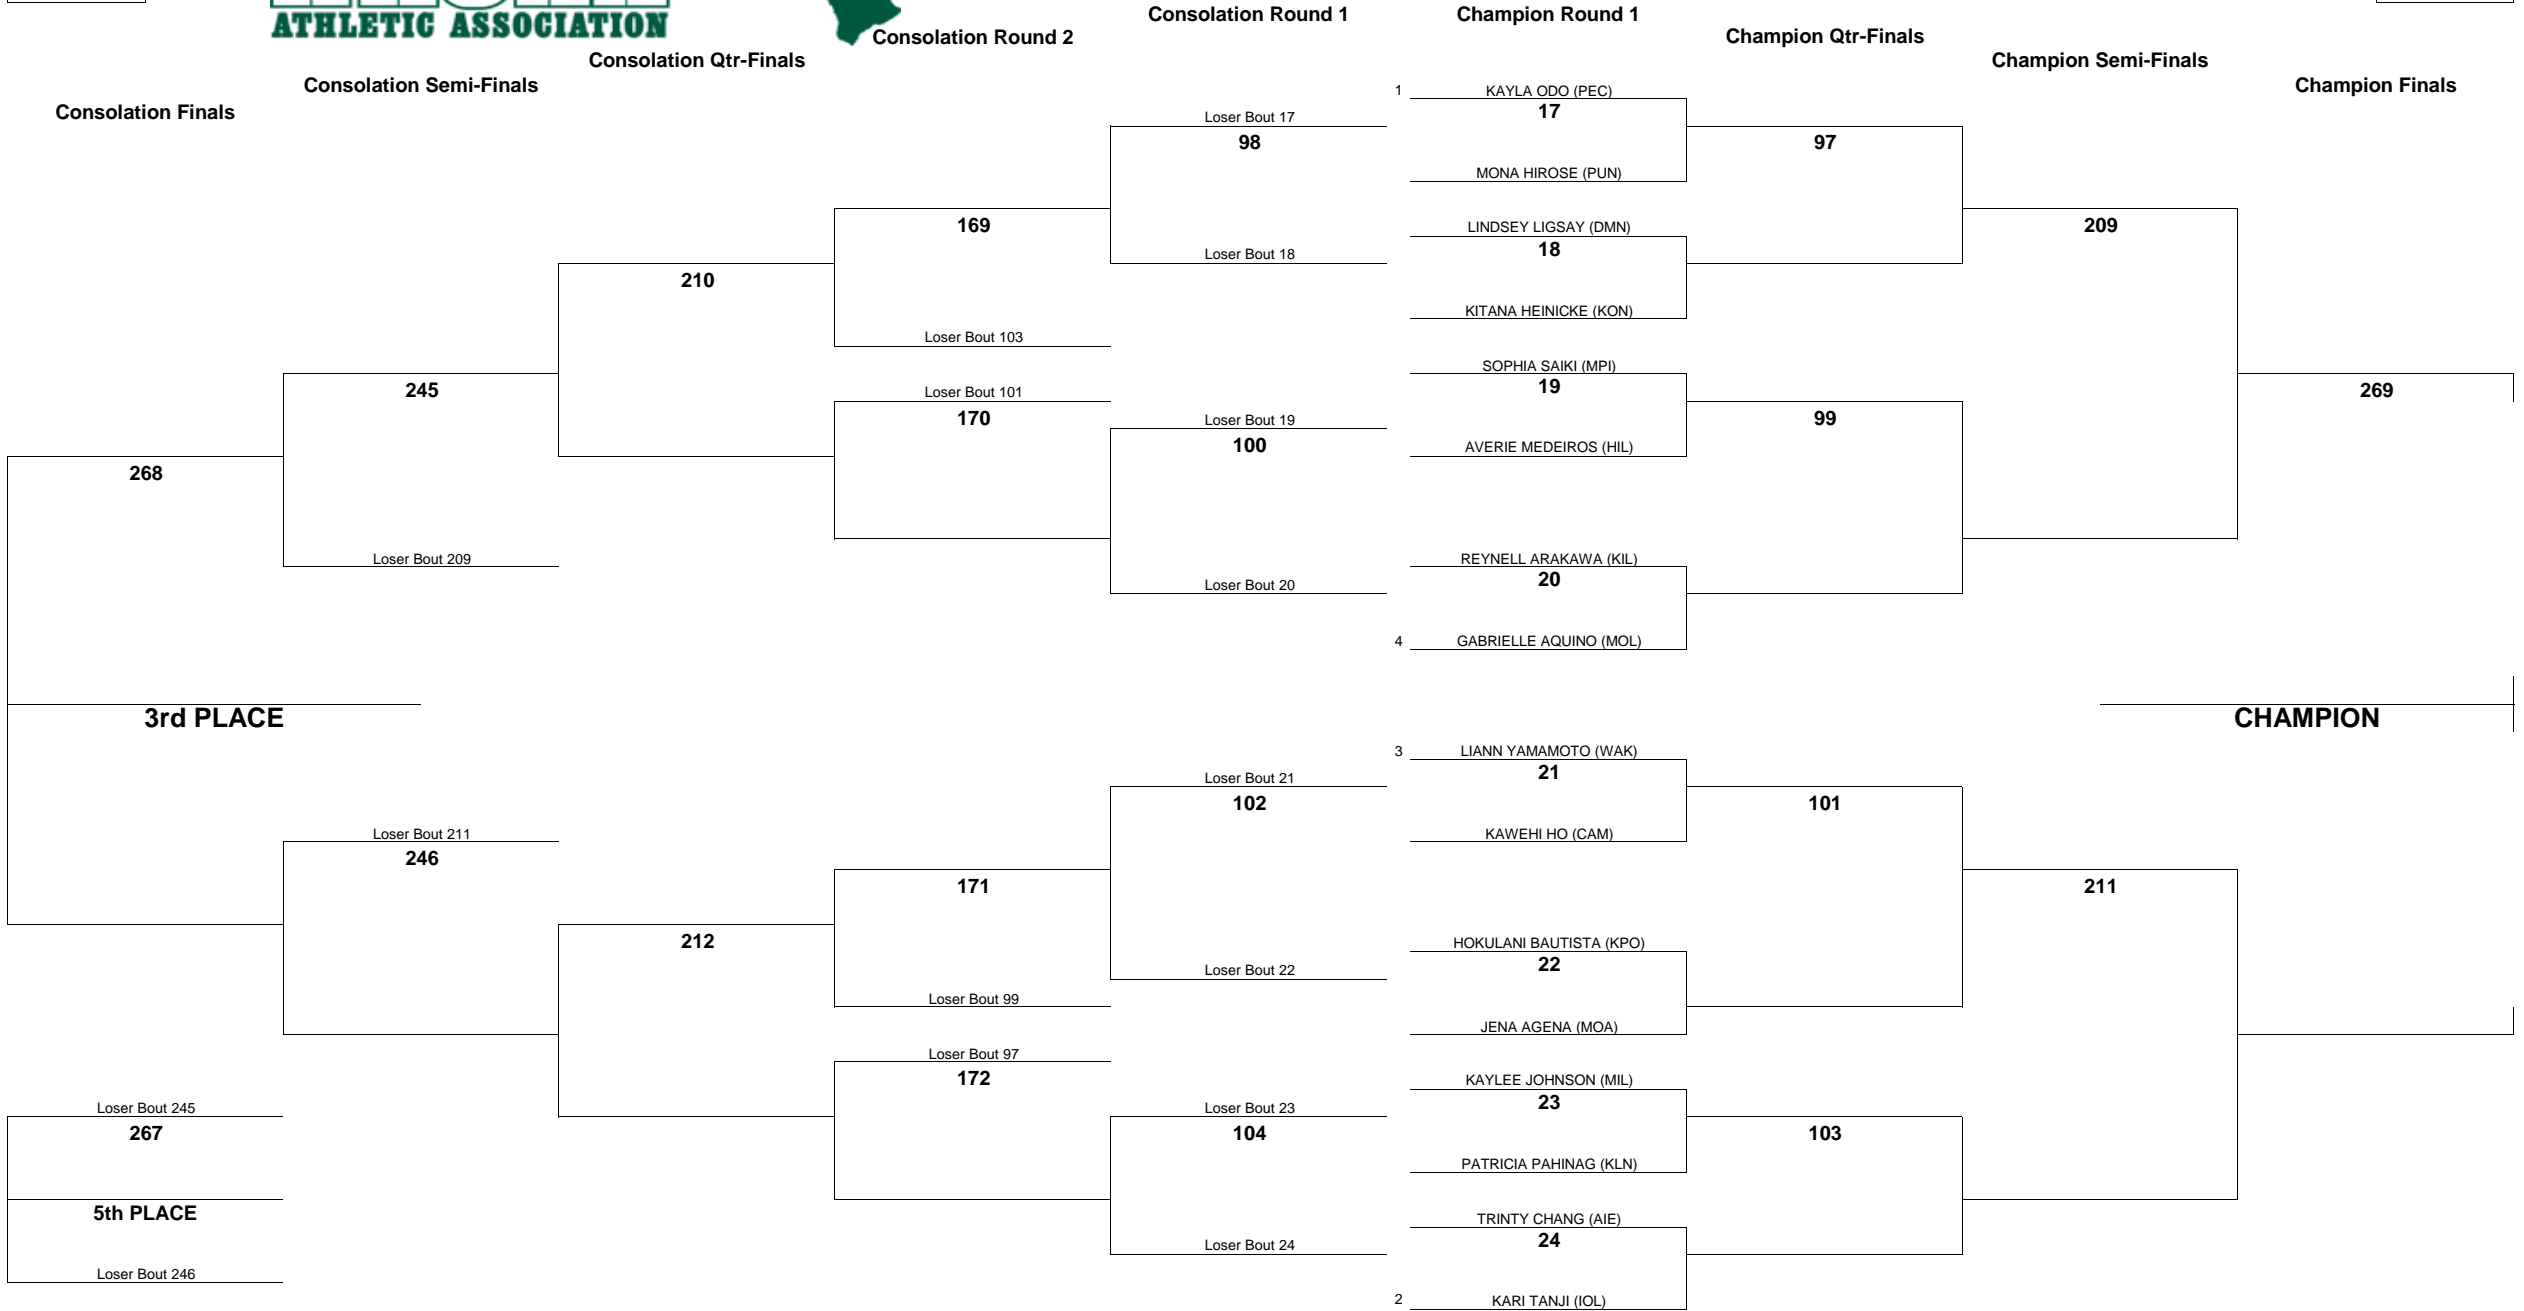 ATHLETIC ASSOCIATION
Consolation Round 1
Champion Round 1
Consolation Round 2
Champion Qtr-Finals
Consolation Qtr-Finals
Champion Semi-Finals
Consolation Semi-Finals
Champion Finals
Consolation Finals
1 KAYLA ODO (PEC)
17
Loser Bout 17
98
97
MONA HIROSE (PUN)
169
LINDSEY LIGSAY (DMN)
209
18
Loser Bout 18
210
KITANA HEINICKE (KON)
Loser Bout 103
SOPHIA SAIKI (MPI)
19
245
Loser Bout 101
269
170
Loser Bout 19
99
100
AVERIE MEDEIROS (HIL)
268
Loser Bout 209
REYNELL ARAKAWA (KIL)
20
Loser Bout 20
4 GABRIELLE AQUINO (MOL)
3rd PLACE
CHAMPION
3 LIANN YAMAMOTO (WAK)
21
Loser Bout 21
102
101
Loser Bout 211
KAWEHI HO (CAM)
246
171
211
212
HOKULANI BAUTISTA (KPO)
22
Loser Bout 22
Loser Bout 99
JENA AGENA (MOA)
Loser Bout 97
172
KAYLEE JOHNSON (MIL)
23
Loser Bout 245
Loser Bout 23
267
104
103
PATRICIA PAHINAG (KLN)
5th PLACE
TRINTY CHANG (AIE)
24
Loser Bout 24
Loser Bout 246
2 KARI TANJI (IOL)